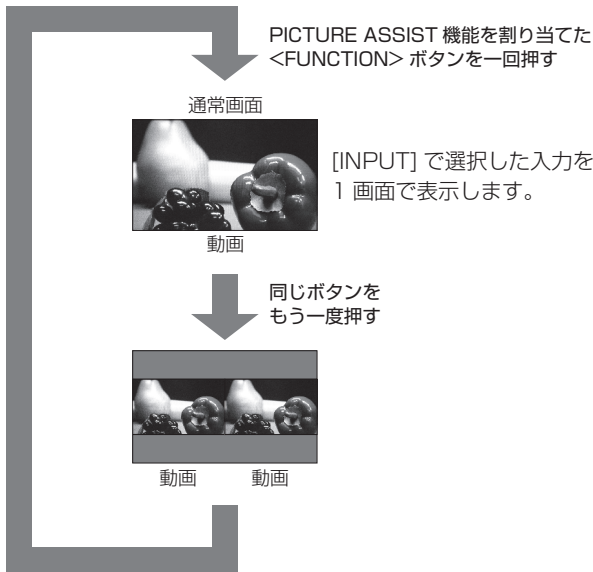 PICTURE ASSIST 機能を割り当てた
<FUNCTION> ボタンを一回押す
通常画面
[INPUT] で選択した入力を
1 画面で表示します。
動画
同じボタンを
もう一度押す
動画 動画